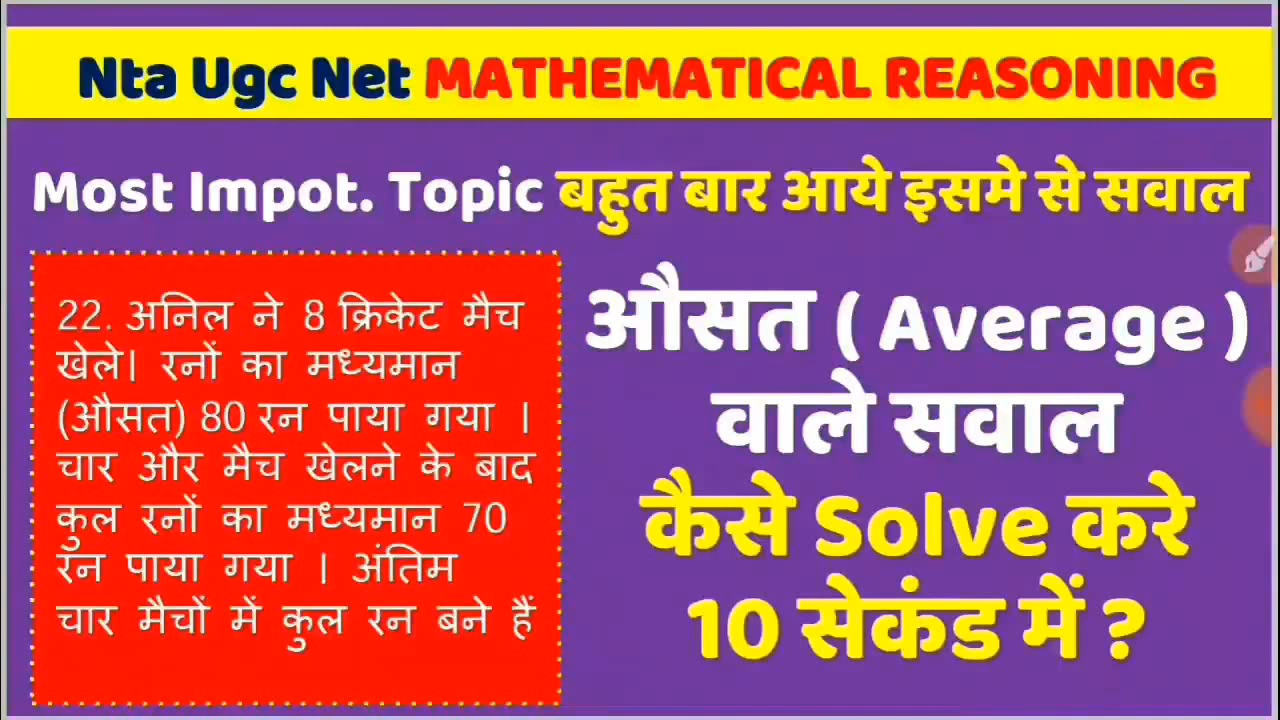 Nta Ugc Net MATHEMATICAL REASONING
Most Impot. Topic बहुत बार आये इसमे से सवाल
22. अनिल ने 8 क्रिकेट मैच
खेले। रनों का मध्यमान
(औसत) 80 रन पाया गया ।
चार और मैच खेलने के बाद
कुल रनों का मध्यमान 70
रन पाया गया । अंतिम
चार मैचों में कुल रन बने हैं
औसत ( Average )
वाले सवाल
कैसे Solve करे
10 सेकंड में ?